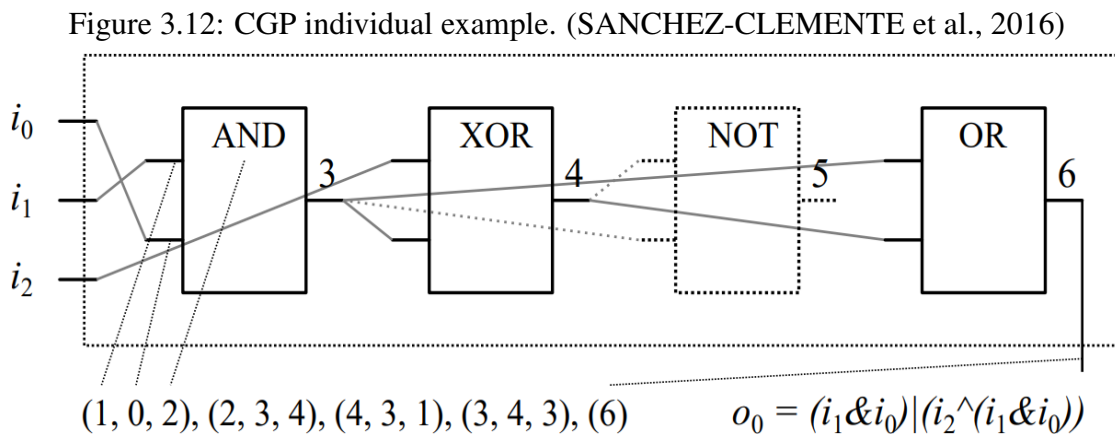 Figure 3.12: CGP individual example. (SANCHEZ-CLEMENTE et al., 2016)
i₀
i₁
i₂
AND
3
XOR
4
NOT
5
OR
6
(1, 0, 2), (2, 3, 4), (4, 3, 1), (3, 4, 3), (6)
o₀ = (i₁&i₀)|(i₂^(i₁&i₀))